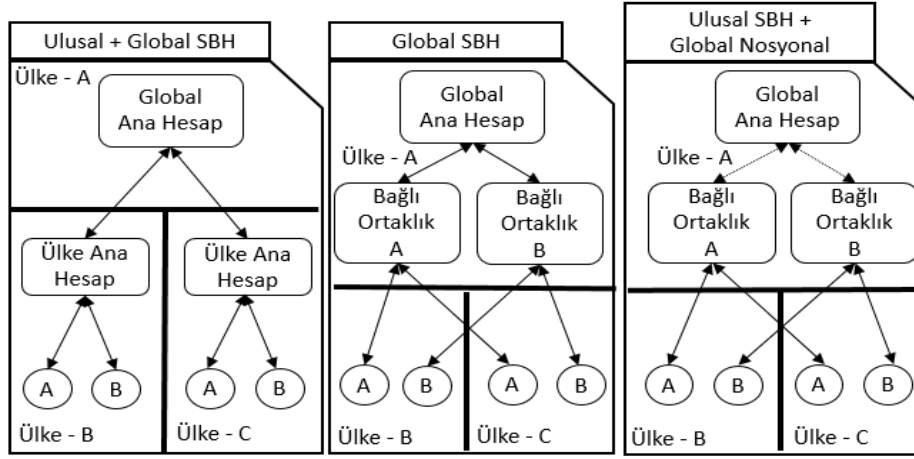 Ulusal + Global SBH
Ülke - A
Global
Ana Hesap
Ülke Ana
Hesap
Ülke Ana
Hesap
A
B
A
B
Ülke - B
Ülke - C
Global SBH
Global
Ana Hesap
Ülke - A
Bağlı
Ortaklık
A
Bağlı
Ortaklık
B
A
B
A
B
Ülke - B
Ülke - C
Ulusal SBH +
Global Nosyonal
Global
Ana Hesap
Ülke - A
Bağlı
Ortaklık
A
Bağlı
Ortaklık
B
A
B
A
B
Ülke - B
Ülke - C